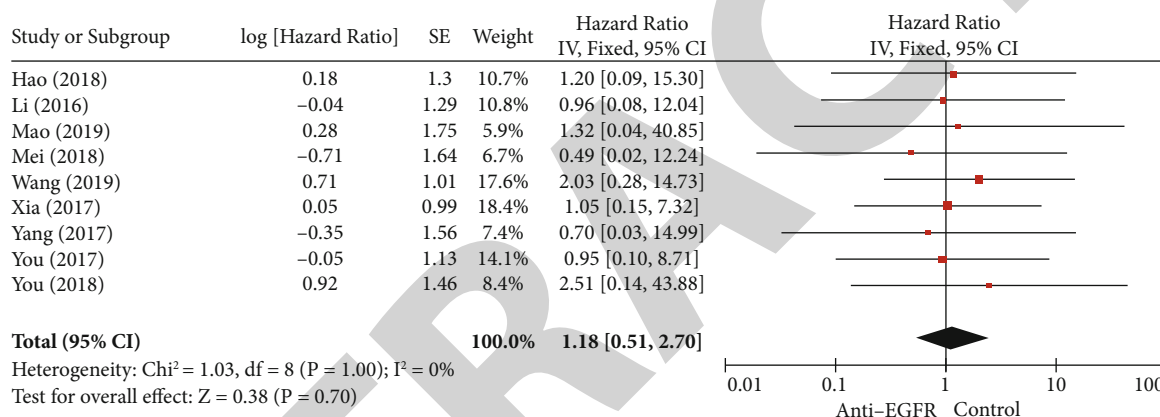 Hazard Ratio Hazard Ratio
Study or Subgroup log [Hazard Ratio] SE Weight IV, Fixed, 95% CI IV, Fixed, 95% CI
Hao (2018) 0.18 1.3 10.7% 1.20 [0.09, 15.30]
Li (2016) –0.04 1.29 10.8% 0.96 [0.08, 12.04]
Mao (2019) 0.28 1.75 5.9% 1.32 [0.04, 40.85]
Mei (2018) –0.71 1.64 6.7% 0.49 [0.02, 12.24]
Wang (2019) 0.71 1.01 17.6% 2.03 [0.28, 14.73]
Xia (2017) 0.05 0.99 18.4% 1.05 [0.15, 7.32]
Yang (2017) –0.35 1.56 7.4% 0.70 [0.03, 14.99]
You (2017) –0.05 1.13 14.1% 0.95 [0.10, 8.71]
You (2018) 0.92 1.46 8.4% 2.51 [0.14, 43.88]
Total (95% CI) 100.0% 1.18 [0.51, 2.70]
Heterogeneity: Chi² = 1.03, df = 8 (P = 1.00); I² = 0%
Test for overall effect: Z = 0.38 (P = 0.70)
0.01 0.1 1 10 100
Anti–EGFR Control
TRAC